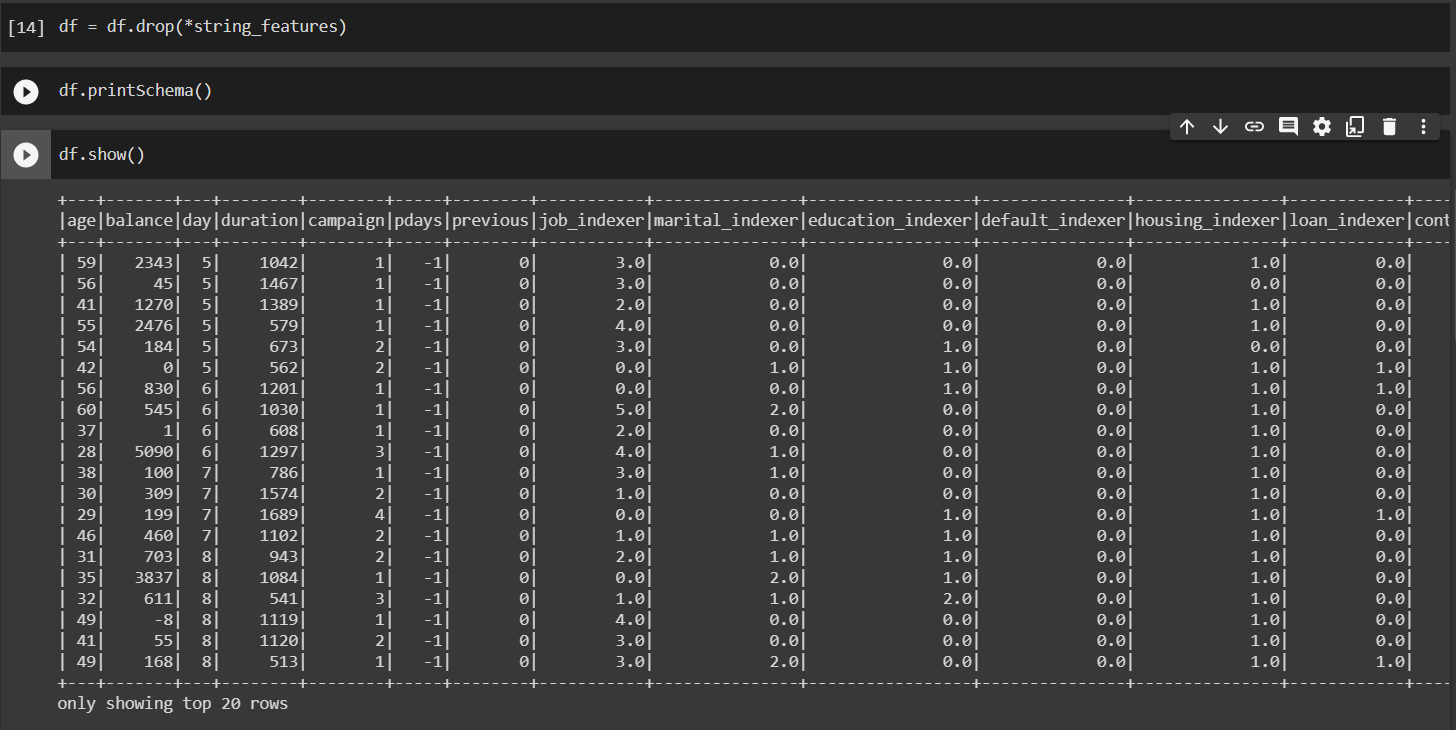 [14] df = df.drop(*string_features)
df.printSchema()
df.show()
+---+-------+---+--------+--------+-----+--------+-----------+---------------+-----------------+---------------+---------------+------------+----
|age|balance|day|duration|campaign|pdays|previous|job_indexer|marital_indexer|education_indexer|default_indexer|housing_indexer|loan_indexer|cont
+---+-------+---+--------+--------+-----+--------+-----------+---------------+-----------------+---------------+---------------+------------+----
| 59|   2343|  5|    1042|       1|   -1|       0|        3.0|            0.0|              0.0|            0.0|            1.0|         0.0|
| 56|     45|  5|    1467|       1|   -1|       0|        3.0|            0.0|              0.0|            0.0|            0.0|         0.0|
| 41|   1270|  5|    1389|       1|   -1|       0|        2.0|            0.0|              0.0|            0.0|            1.0|         0.0|
| 55|   2476|  5|     579|       1|   -1|       0|        4.0|            0.0|              0.0|            0.0|            1.0|         0.0|
| 54|    184|  5|     673|       2|   -1|       0|        3.0|            0.0|              1.0|            0.0|            0.0|         0.0|
| 42|      0|  5|     562|       2|   -1|       0|        0.0|            1.0|              1.0|            0.0|            1.0|         1.0|
| 56|    830|  6|    1201|       1|   -1|       0|        0.0|            0.0|              1.0|            0.0|            1.0|         1.0|
| 60|    545|  6|    1030|       1|   -1|       0|        5.0|            2.0|              0.0|            0.0|            1.0|         0.0|
| 37|      1|  6|     608|       1|   -1|       0|        2.0|            0.0|              0.0|            0.0|            1.0|         0.0|
| 28|   5090|  6|    1297|       3|   -1|       0|        4.0|            1.0|              0.0|            0.0|            1.0|         0.0|
| 38|    100|  7|     786|       1|   -1|       0|        3.0|            1.0|              0.0|            0.0|            1.0|         0.0|
| 30|    309|  7|    1574|       2|   -1|       0|        1.0|            0.0|              0.0|            0.0|            1.0|         0.0|
| 29|    199|  7|    1689|       4|   -1|       0|        0.0|            0.0|              1.0|            0.0|            1.0|         1.0|
| 46|    460|  7|    1102|       2|   -1|       0|        1.0|            1.0|              1.0|            0.0|            1.0|         0.0|
| 31|    703|  8|     943|       2|   -1|       0|        2.0|            1.0|              1.0|            0.0|            1.0|         0.0|
| 35|   3837|  8|    1084|       1|   -1|       0|        0.0|            2.0|              1.0|            0.0|            1.0|         0.0|
| 32|    611|  8|     541|       3|   -1|       0|        1.0|            1.0|              2.0|            0.0|            1.0|         0.0|
| 49|     -8|  8|    1119|       1|   -1|       0|        4.0|            0.0|              0.0|            0.0|            1.0|         0.0|
| 41|     55|  8|    1120|       2|   -1|       0|        3.0|            0.0|              0.0|            0.0|            1.0|         0.0|
| 49|    168|  8|     513|       1|   -1|       0|        3.0|            2.0|              0.0|            0.0|            1.0|         1.0|
+---+-------+---+--------+--------+-----+--------+-----------+---------------+-----------------+---------------+---------------+------------+----
only showing top 20 rows